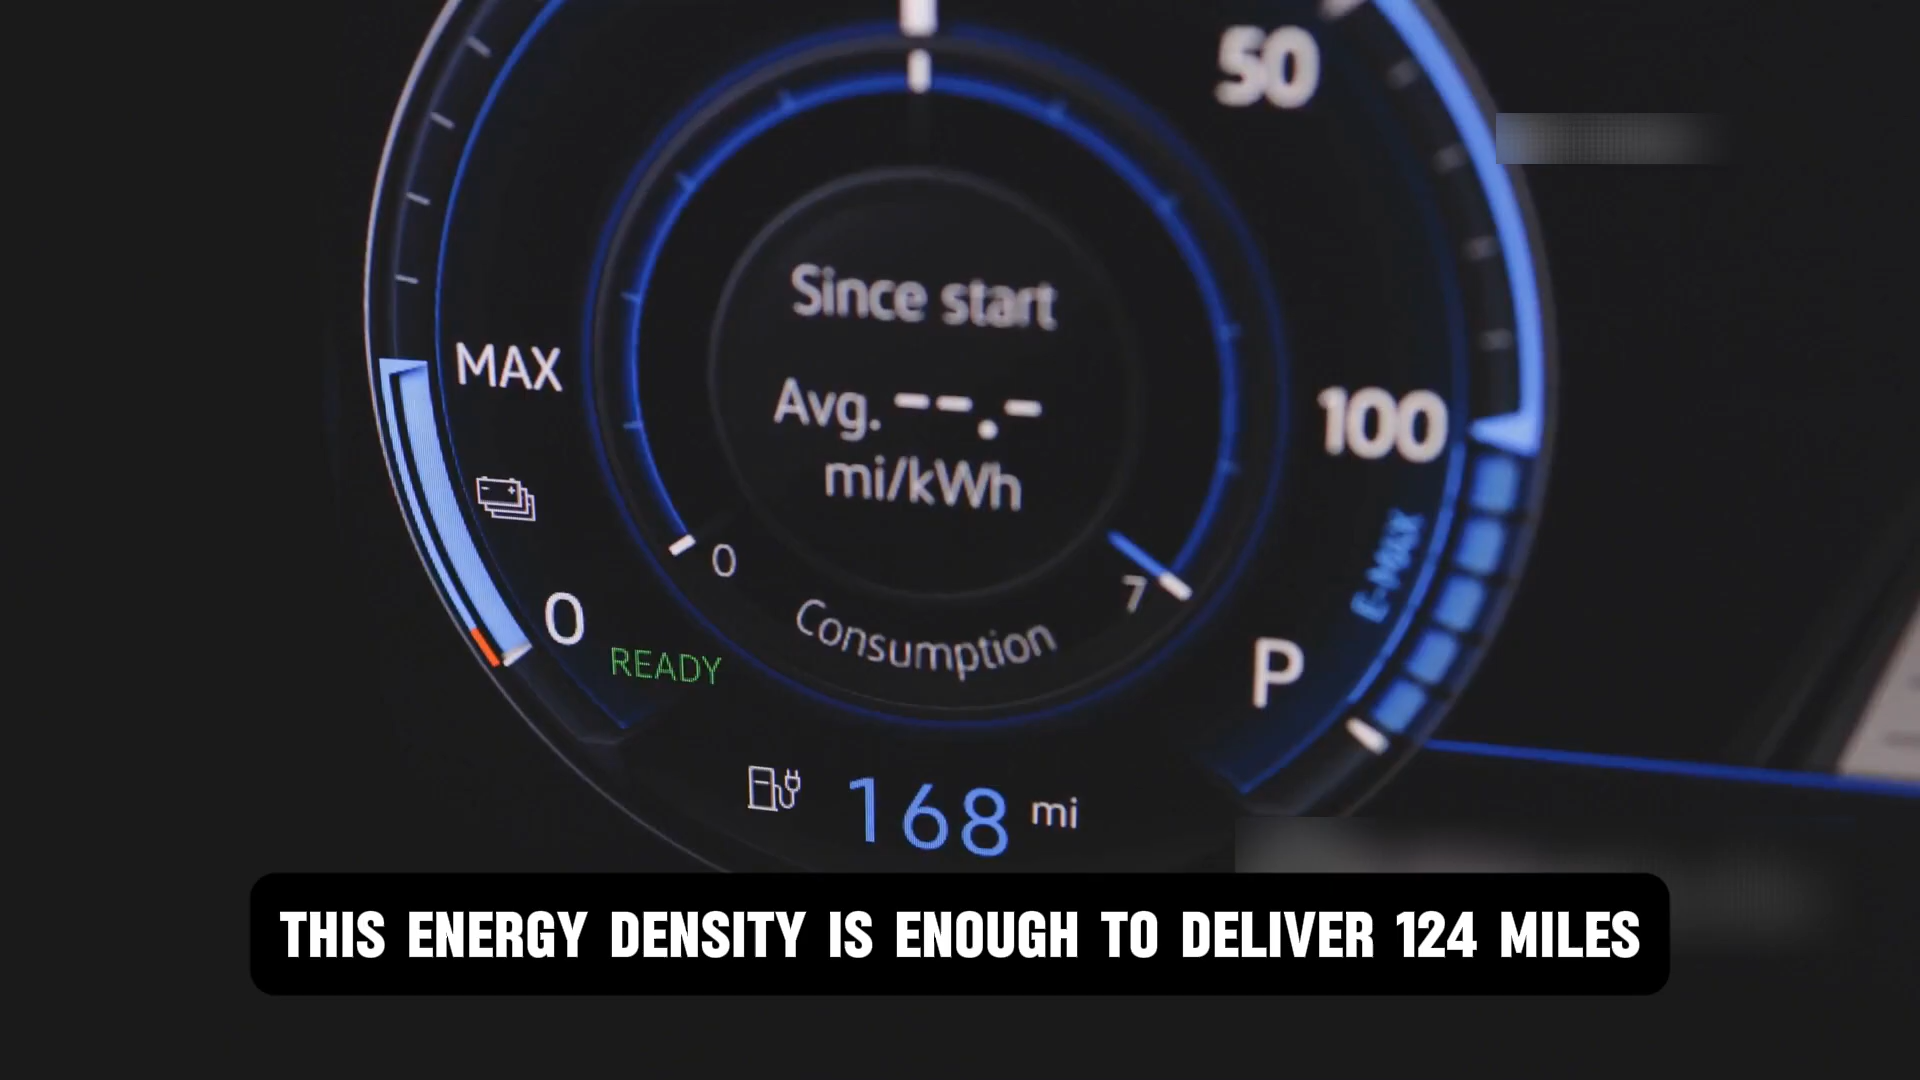 50
Since start
MAX
Avg. --.-
100
mi/kWh
0
7
E-MAX
0
Consumption
READY
P
168 mi
THIS ENERGY DENSITY IS ENOUGH TO DELIVER 124 MILES